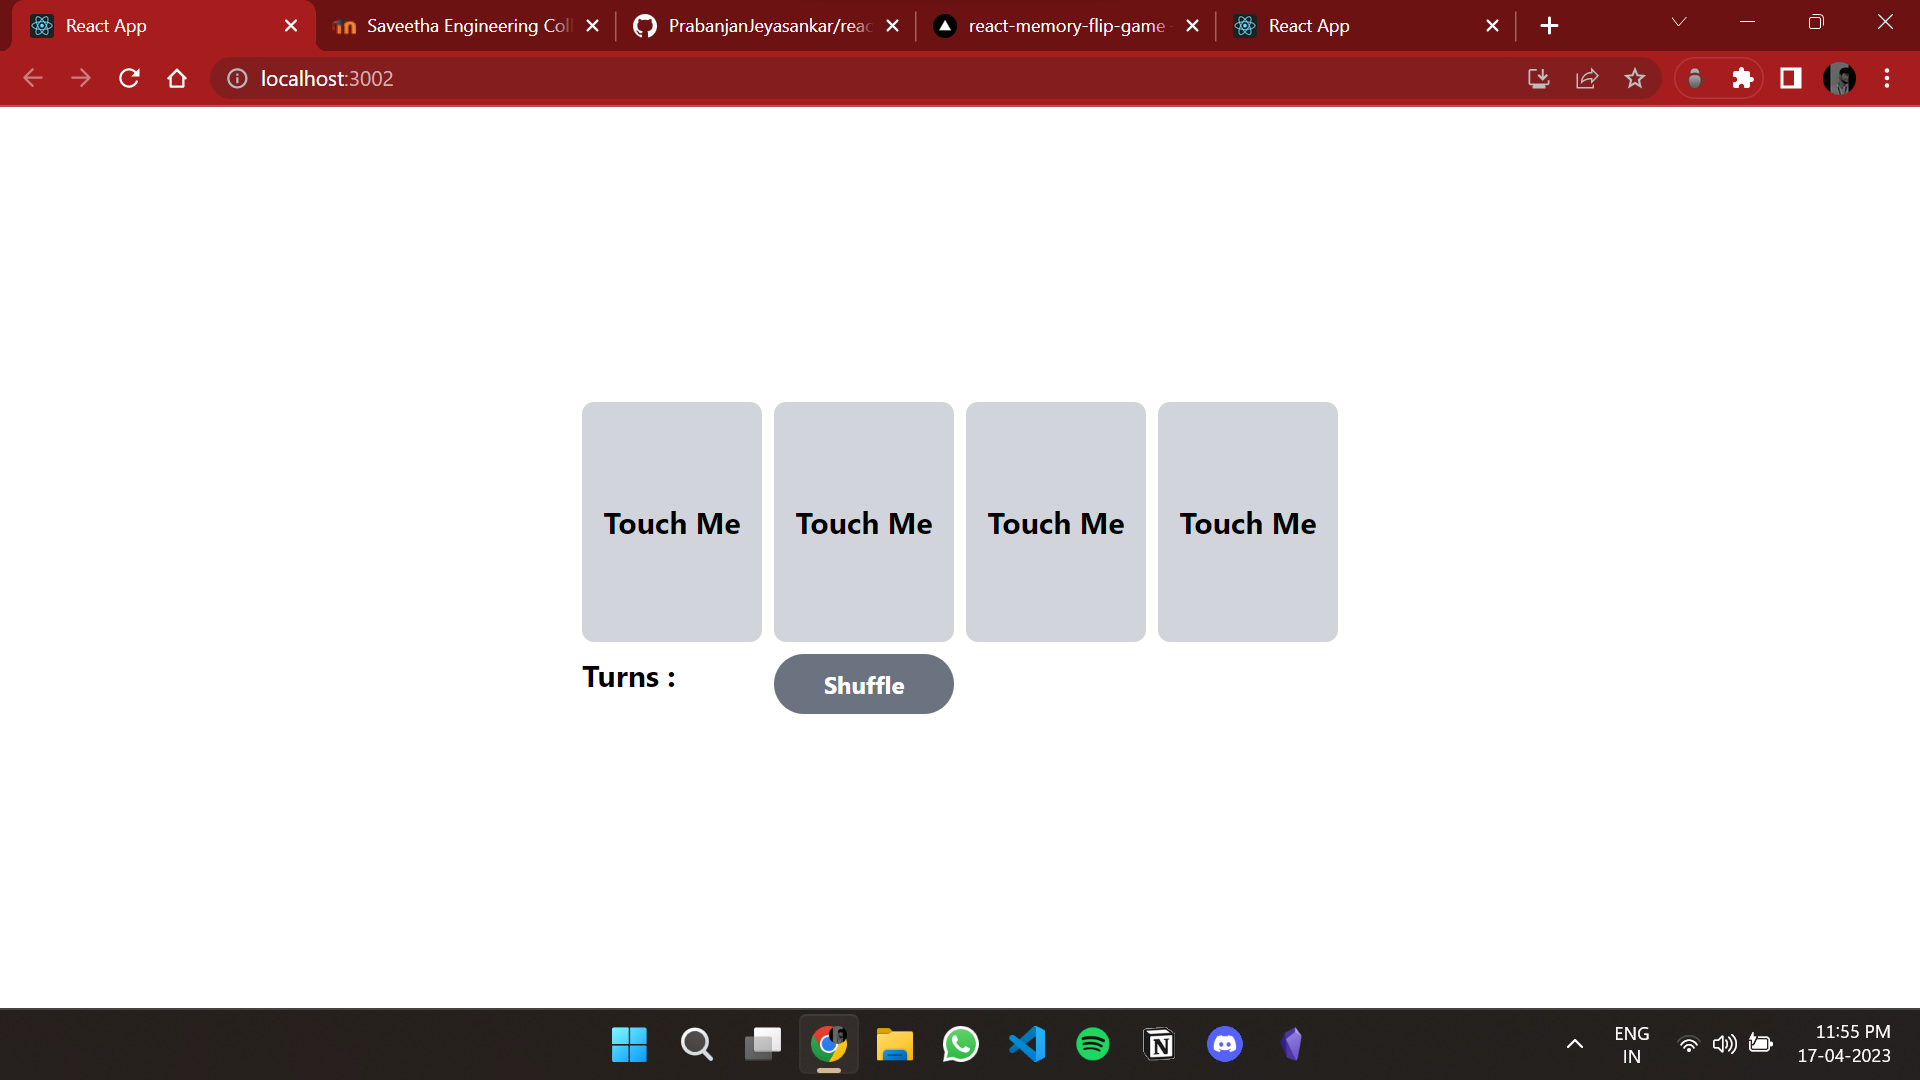 React App
Saveetha Engineering Coll
PrabanjanJeyasankar/reac
react-memory-flip-game
React App
localhost:3002
Touch Me
Touch Me
Touch Me
Touch Me
Turns :
Shuffle
ENG
IN
11:55 PM
17-04-2023